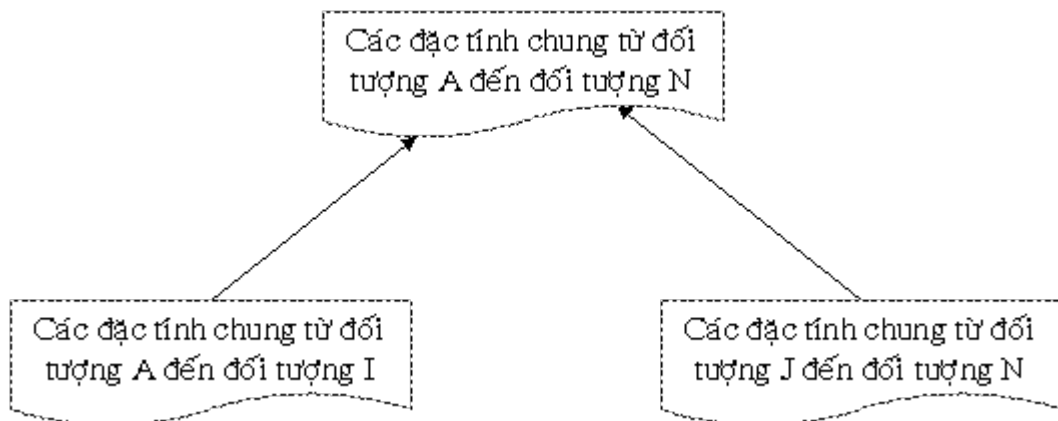 Các đặc tính chung từ đối
tượng A đến đối tượng N
Các đặc tính chung từ đối
tượng A đến đối tượng I
Các đặc tính chung từ đối
tượng J đến đối tượng N